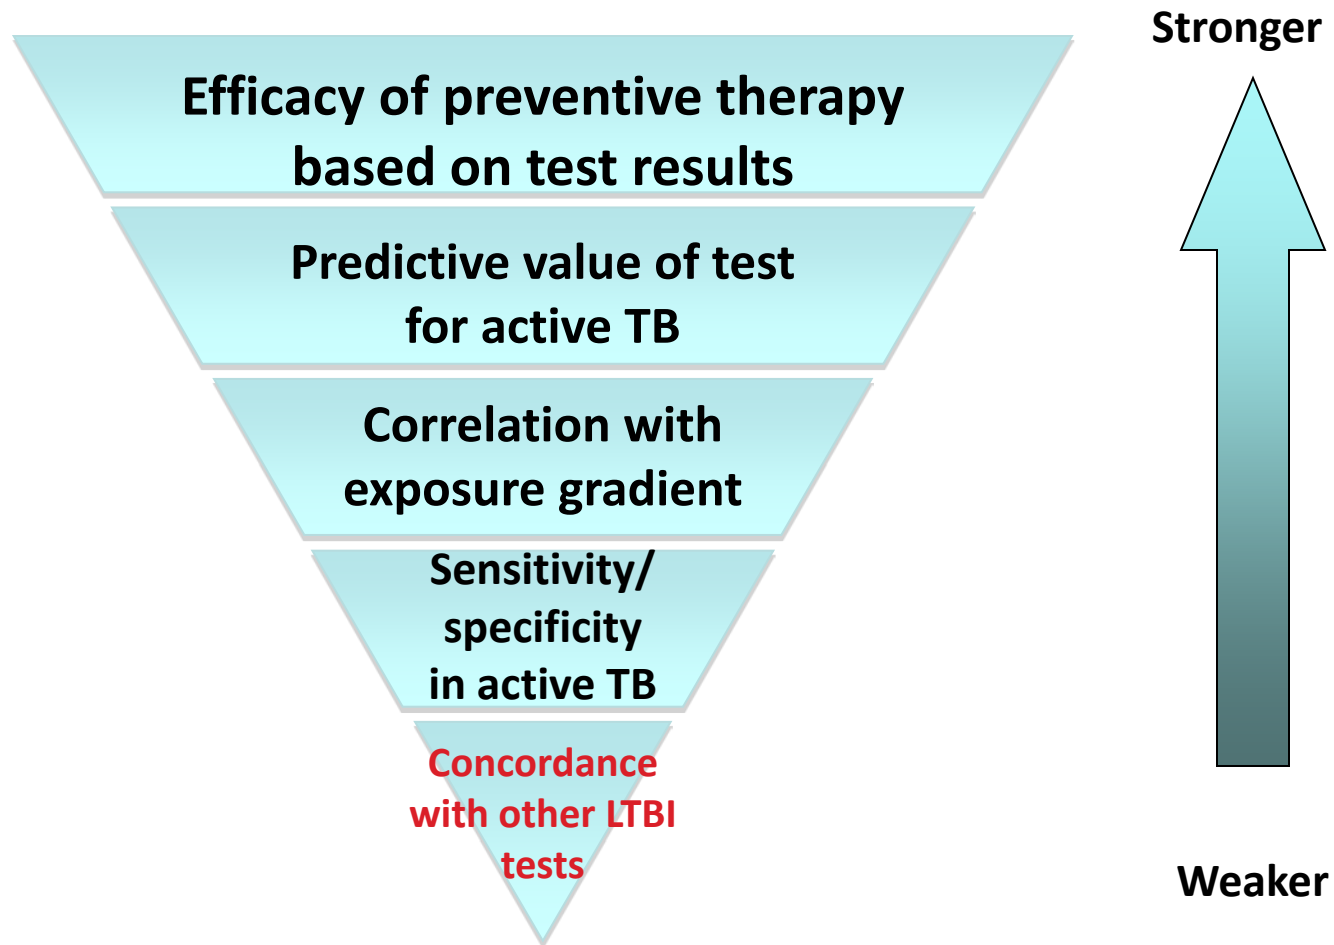 Stronger
Efficacy of preventive therapy
based on test results
Predictive value of test
for active TB
Correlation with
exposure gradient
Sensitivity/
specificity
in active TB
Concordance
with other LTBI
tests
Weaker